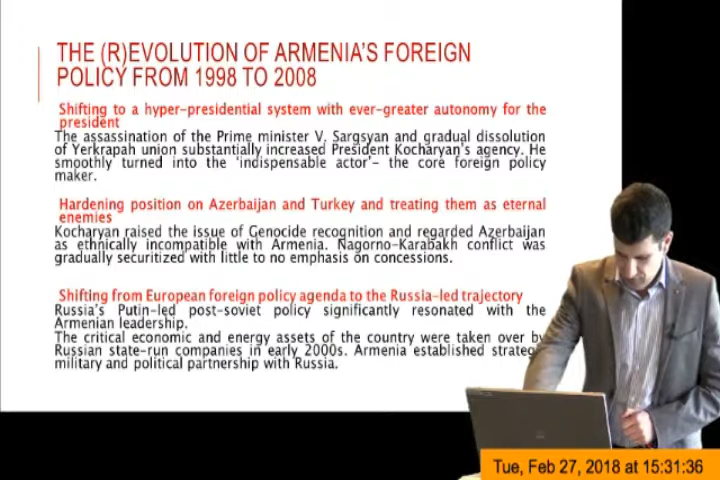 THE (R)EVOLUTION OF ARMENIA'S FOREIGN
POLICY FROM 1998 TO 2008
Shifting to a hyper-presidential system with ever-greater autonomy for the
president
The assassination of the Prime minister V. Sargsyan and gradual dissolution
of Yerkrapah union substantially increased President Kocharyan's agency. He
smoothly turned into the 'indispensable actor'- the core foreign policy
maker.
Hardening position on Azerbaijan and Turkey and treating them as eternal
enemies
Kocharyan raised the issue of Genocide recognition and regarded Azerbaijan
as ethnically incompatible with Armenia. Nagorno-Karabakh conflict was
gradually securitized with little to no emphasis on concessions.
Shifting from European foreign policy agenda to the Russia-led trajectory
Russia's Putin-led post-soviet policy significantly resonated with the
Armenian leadership.
The critical economic and energy assets of the country were taken over by
Russian state-run companies in early 2000s. Armenia established strateg
military and political partnership with Russia.
Tue, Feb 27, 2018 at 15:31:36